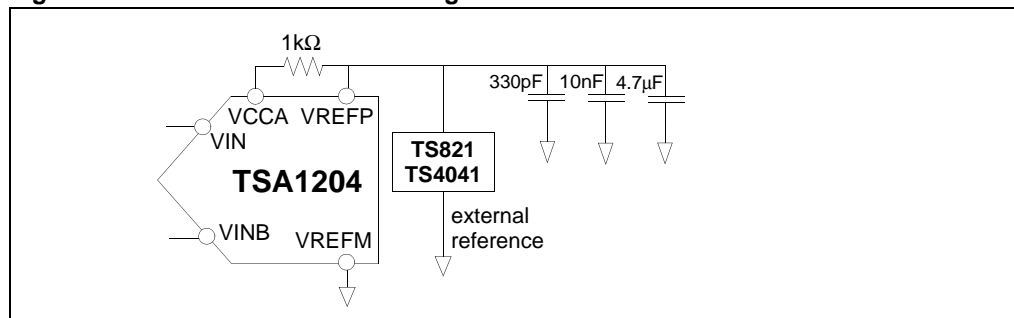 1kΩ
330pF
10nF
4.7µF
VCCA
VREFP
VIN
TS821
TS4041
TSA1204
external
reference
VINB
VREFM